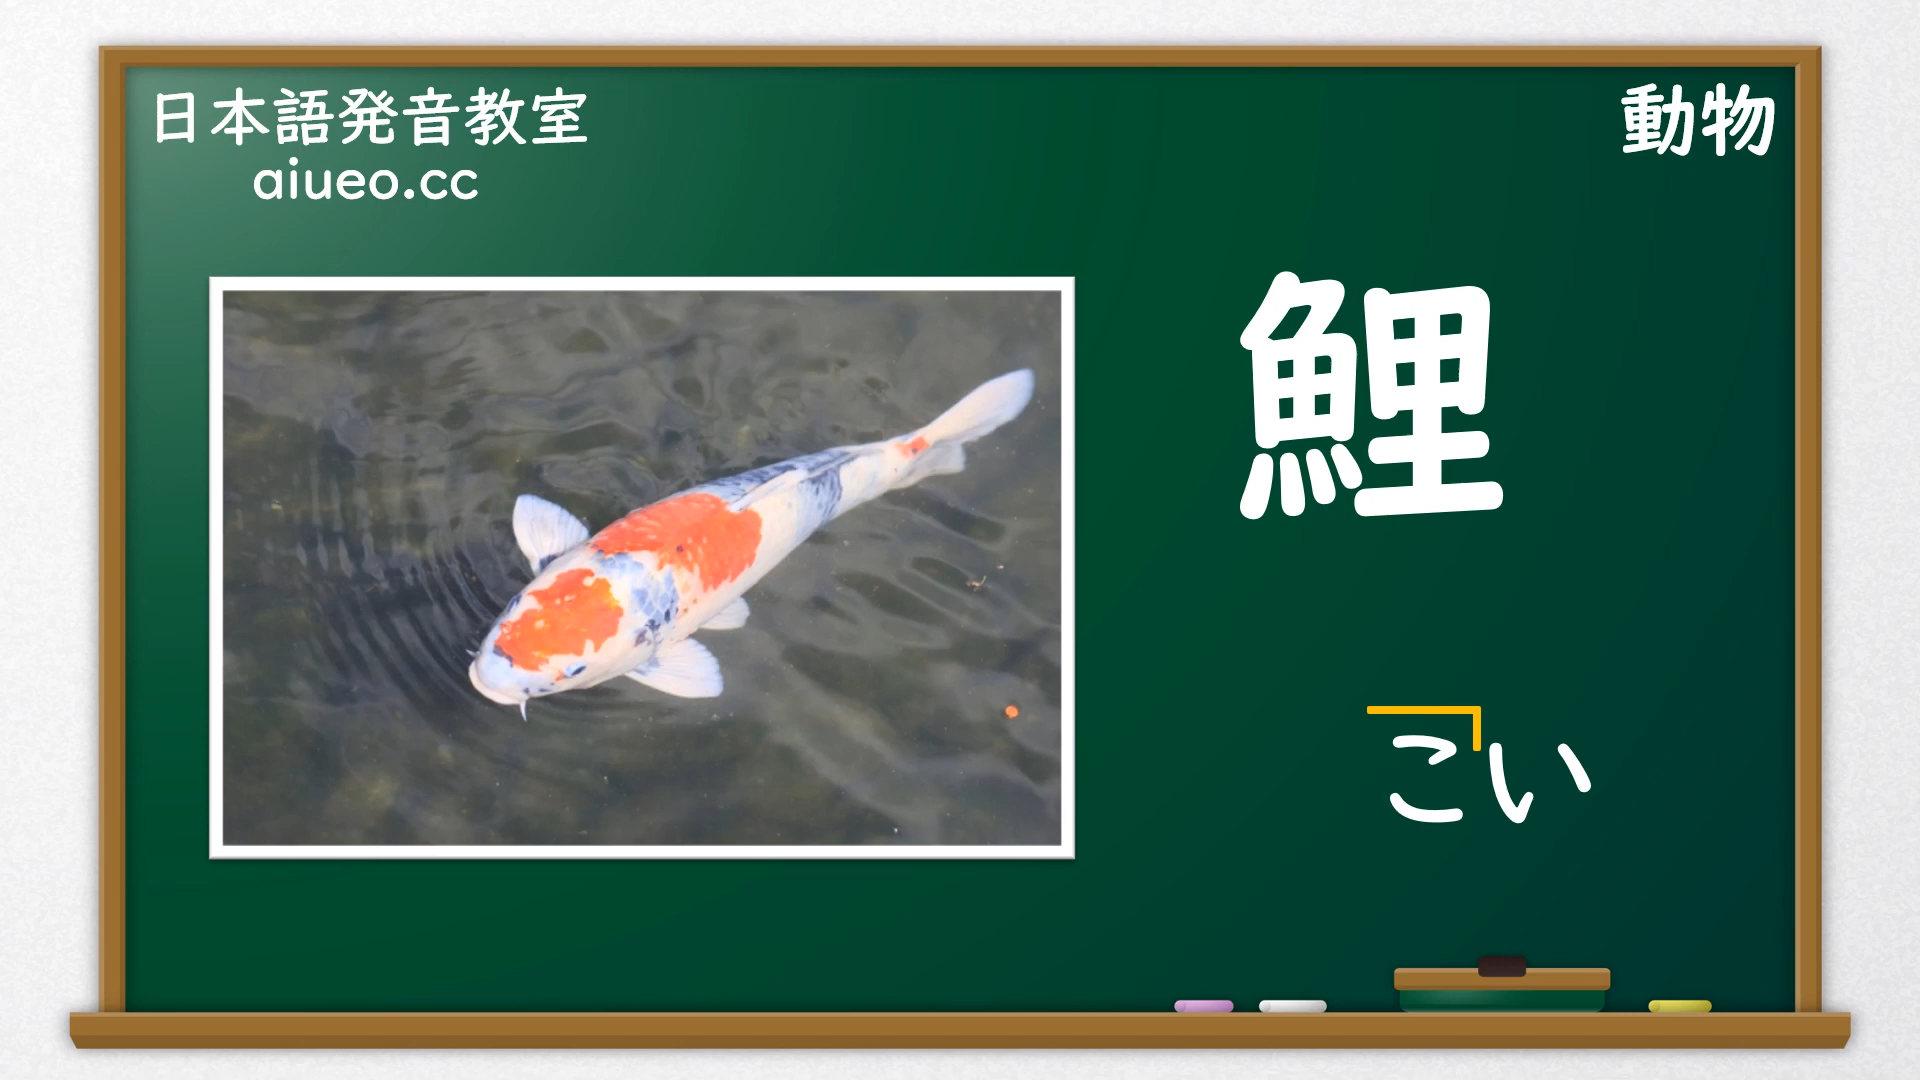 日本語発音教室
aiueo.cc
動物
鯉
こい